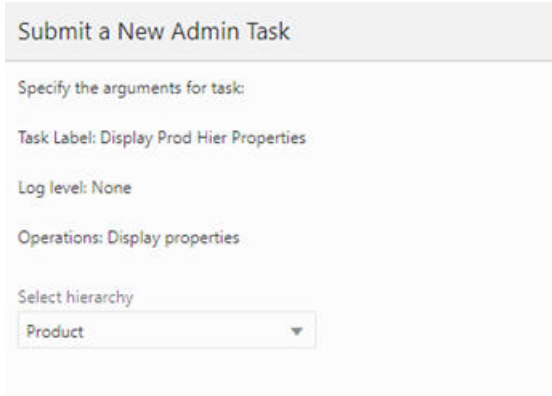 Submit a New Admin Task
Specify the arguments for task:
Task Label: Display Prod Hier Properties
Log level: None
Operations: Display properties
Select hierarchy
Product